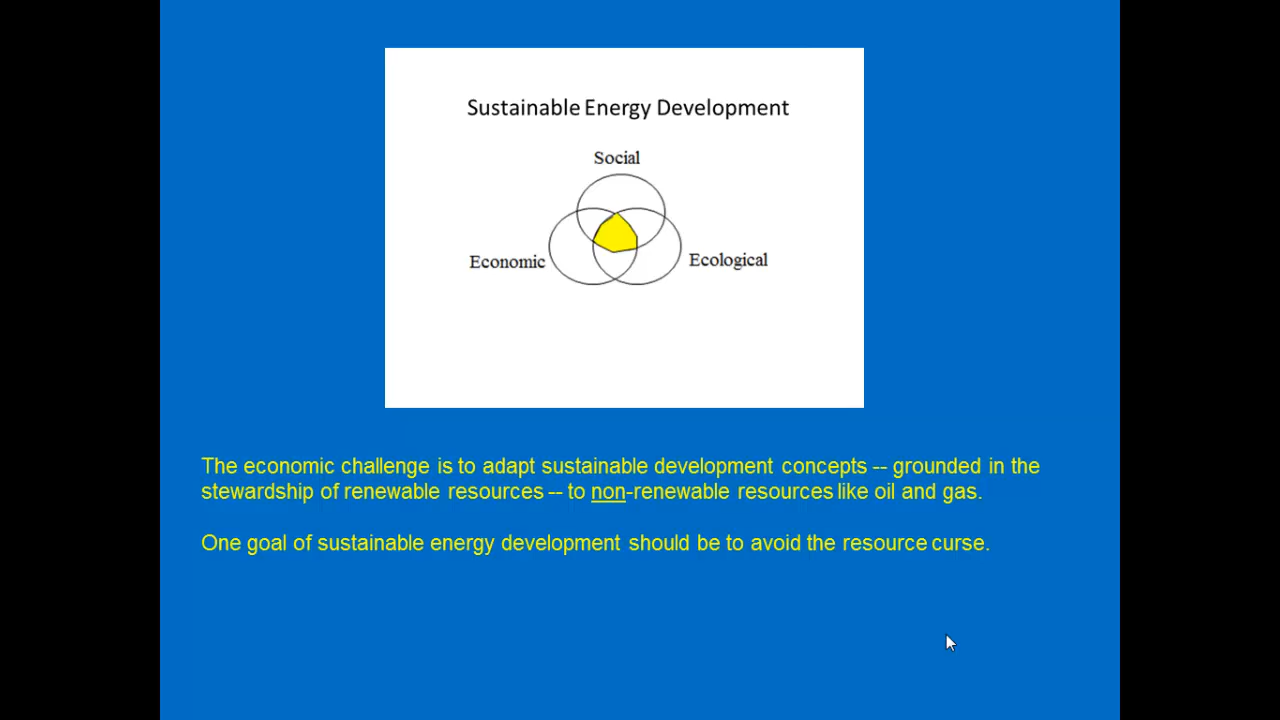 Sustainable Energy Development
Social
Economic
Ecological
The economic challenge is to adapt sustainable development concepts -- grounded in the
stewardship of renewable resources -- to non-renewable resources like oil and gas.
One goal of sustainable energy development should be to avoid the resource curse.